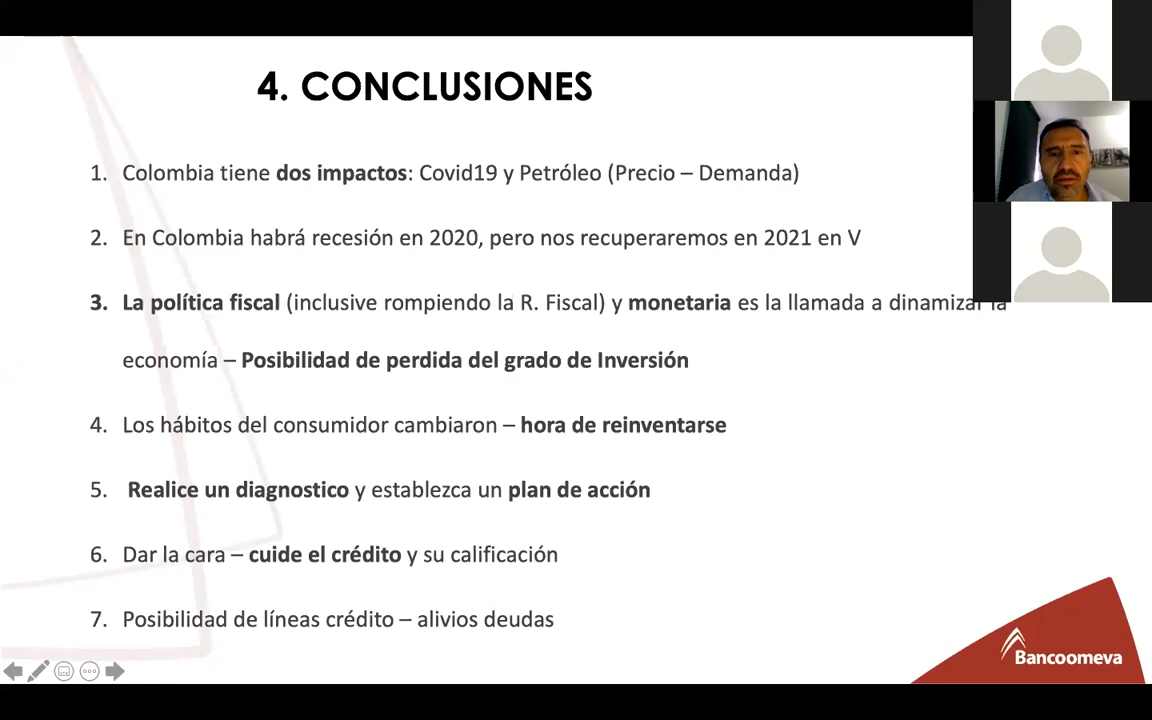 4. CONCLUSIONES
1. Colombia tiene dos impactos: Covid19 y Petróleo (Precio – Demanda)
2. En Colombia habrá recesión en 2020, pero nos recuperaremos en 2021 en V
3. La política fiscal (inclusive rompiendo la R. Fiscal) y monetaria es la llamada a dinamizar la
economía – Posibilidad de perdida del grado de Inversión
4. Los hábitos del consumidor cambiaron – hora de reinventarse
5. Realice un diagnostico y establezca un plan de acción
6. Dar la cara – cuide el crédito y su calificación
7. Posibilidad de líneas crédito – alivios deudas
Bancoomeva